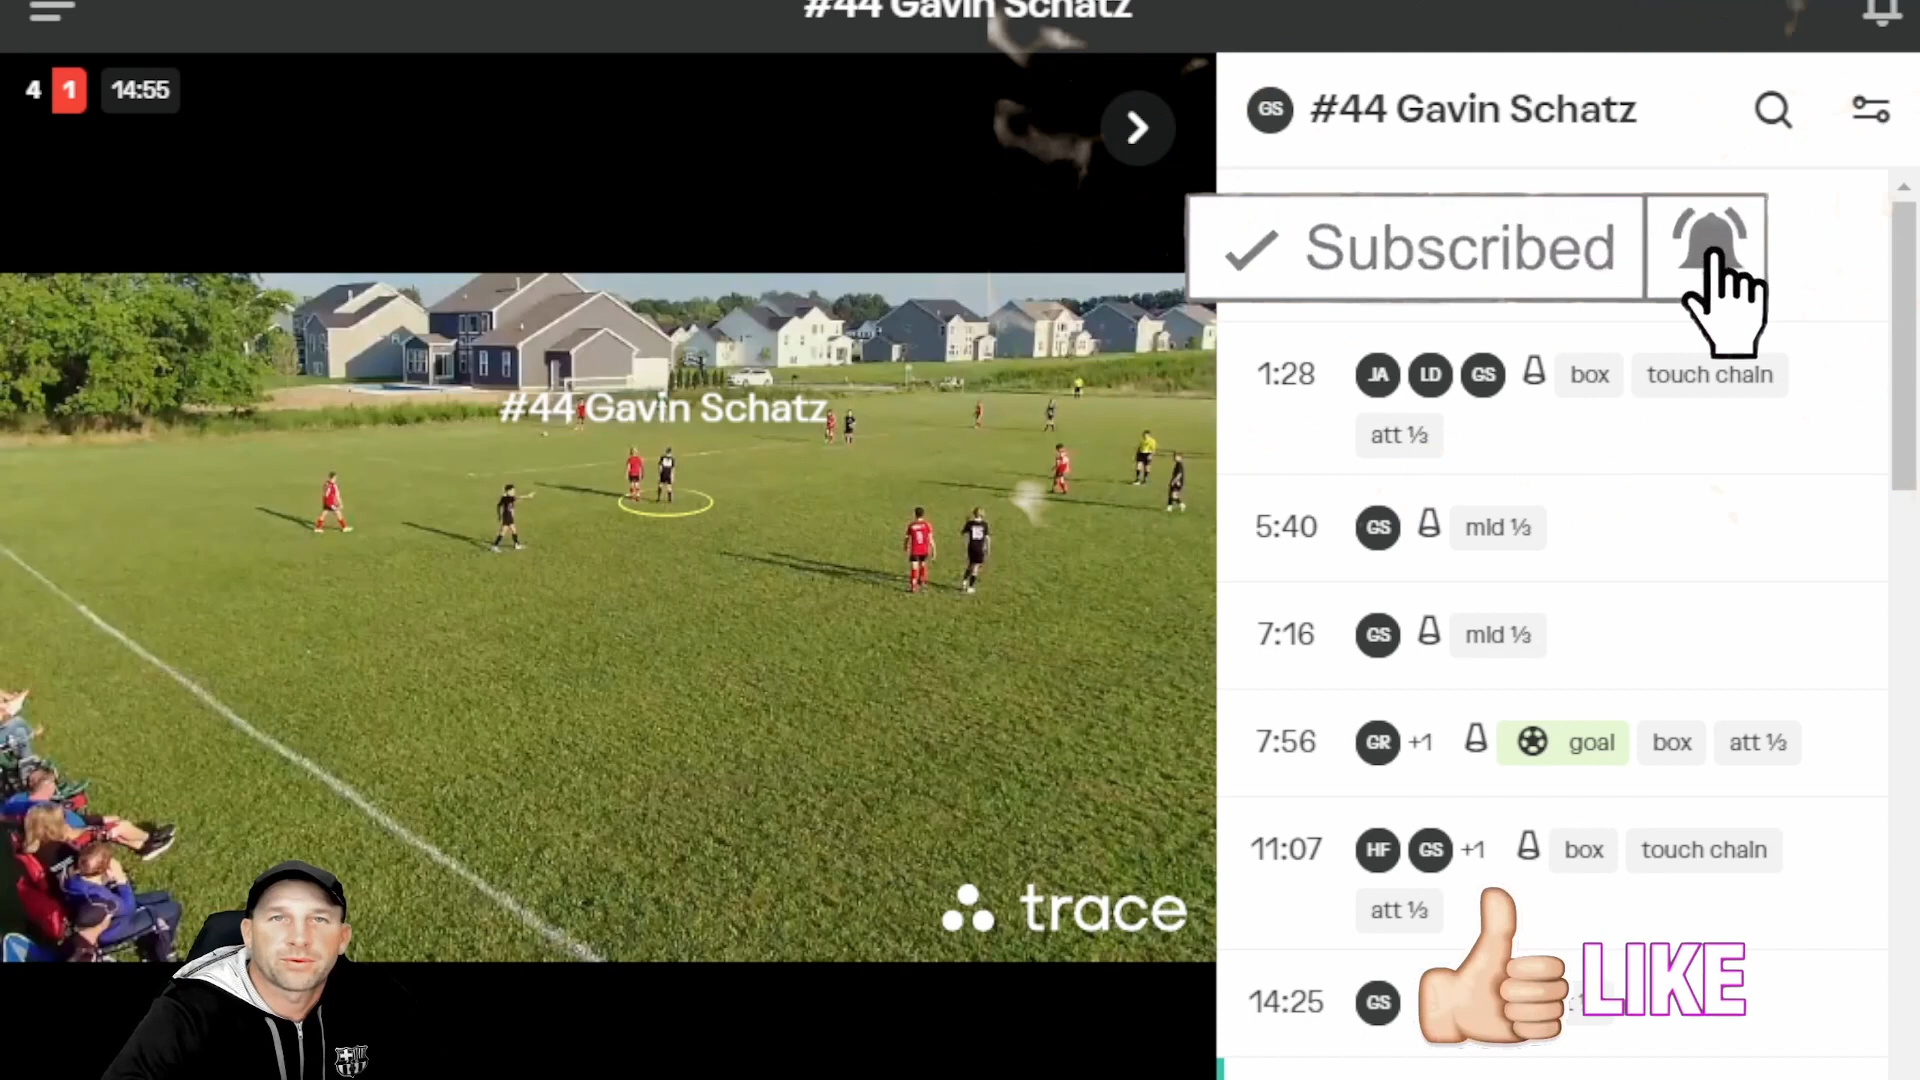 #44 Gavin Schatz
4 1 14:55
GS #44 Gavin Schatz
Subscribed
1:28 JA LD GS box touch chain
att ⅓
#44 Gavin Schatz
5:40 GS mid ⅓
7:16 GS mid ⅓
7:56 GR +1 goal box att ⅓
11:07 HF GS +1 box touch chain
att ⅓
trace
14:25 GS
LIKE